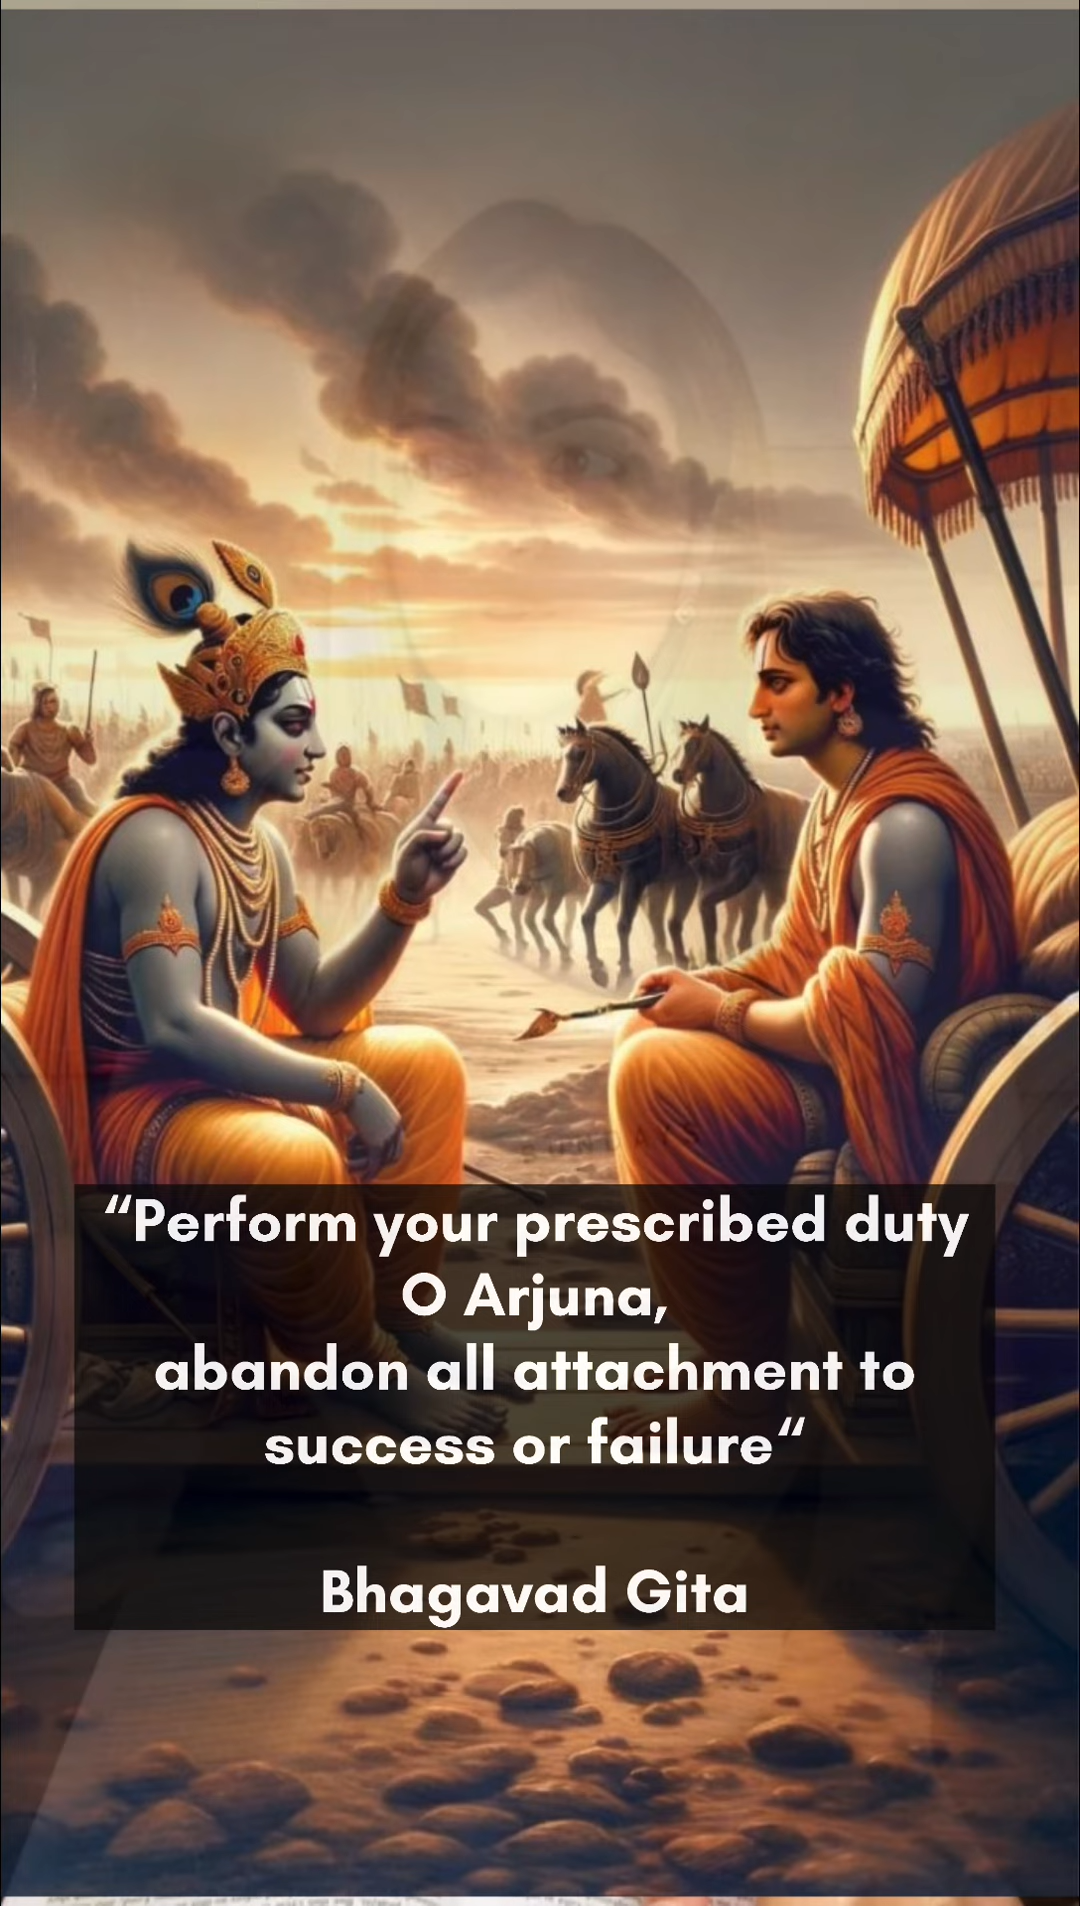 “Perform your prescribed duty
O Arjuna,
abandon all attachment to
success or failure“
Bhagavad Gita